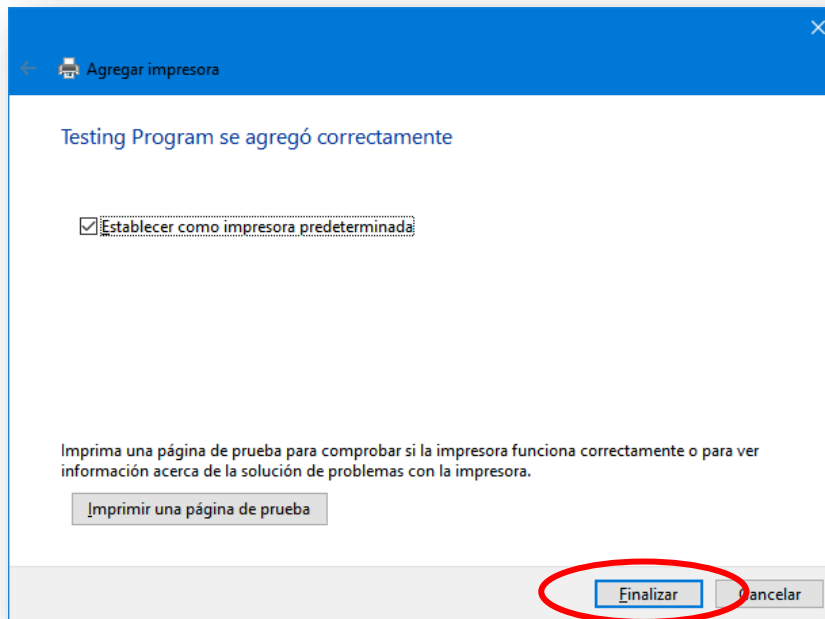 Agregar impresora
Testing Program se agregó correctamente
Establecer como impresora predeterminada
Imprima una página de prueba para comprobar si la impresora funciona correctamente o para ver
información acerca de la solución de problemas con la impresora.
Imprimir una página de prueba
Finalizar Cancelar